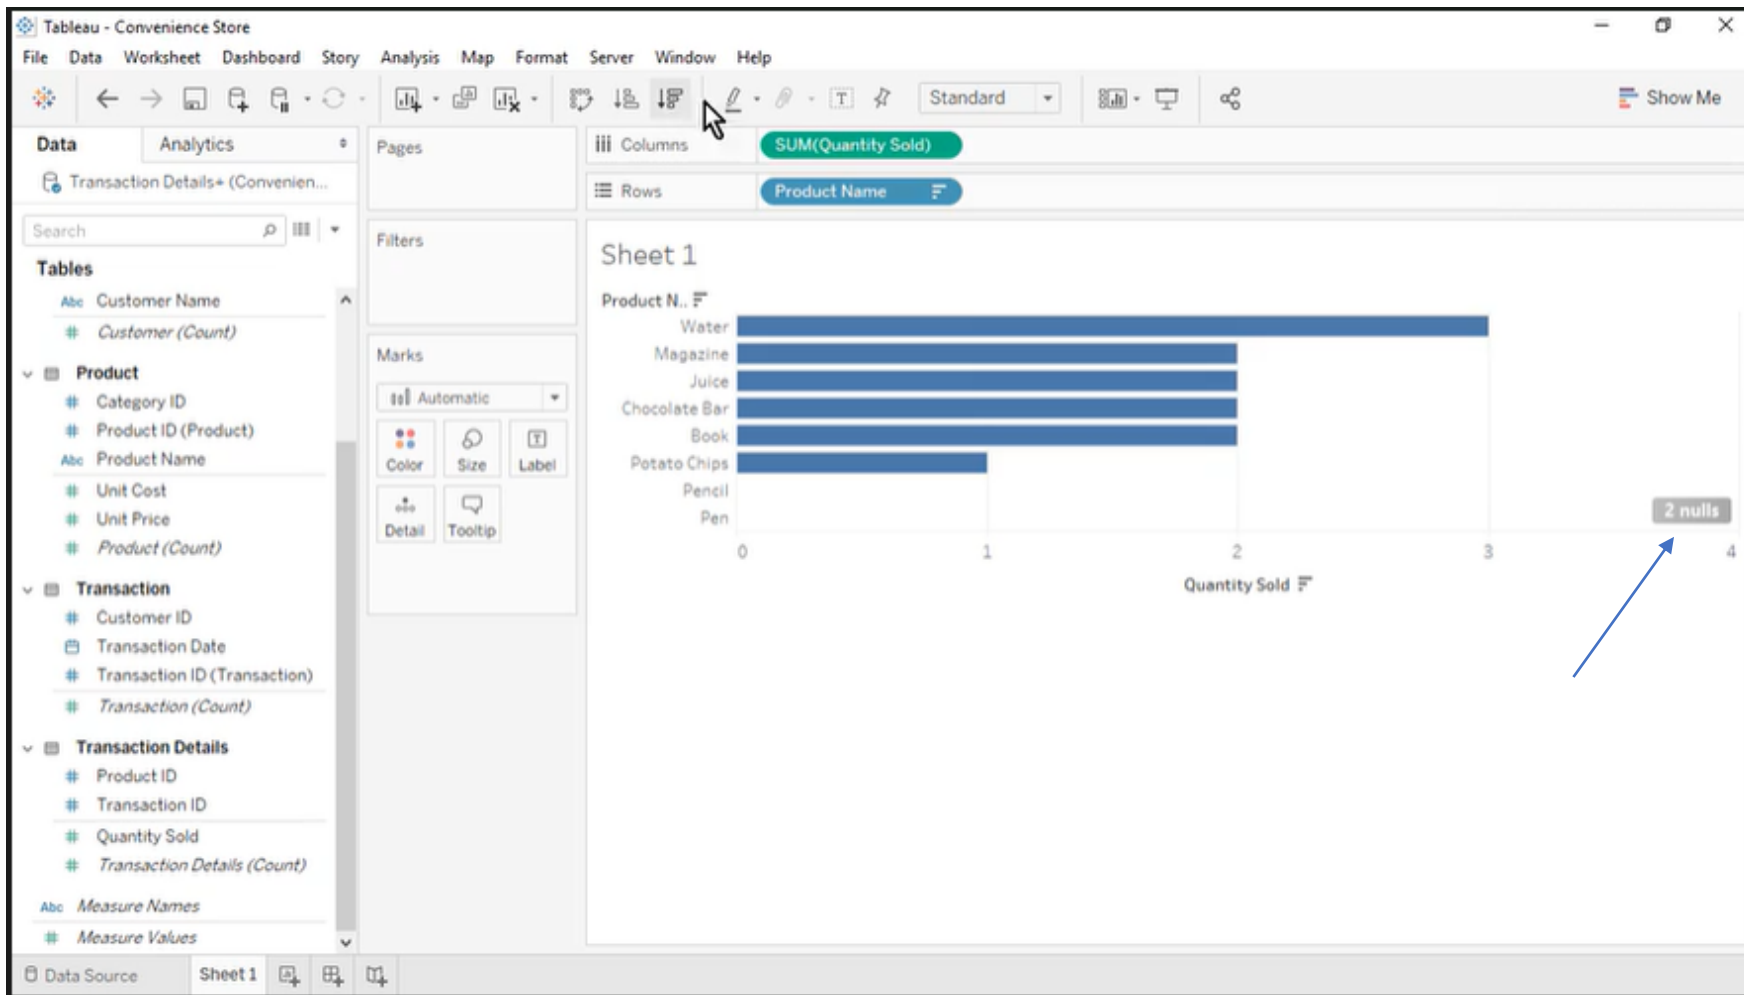 Tableau - Convenience Store
File Data Worksheet Dashboard Story Analysis Map Format Server Window Help
Standard
Show Me
Data Analytics
Transaction Details+ (Convenien...
Search
Tables
Abc Customer Name
# Customer (Count)
Product
# Category ID
# Product ID (Product)
Abc Product Name
# Unit Cost
# Unit Price
# Product (Count)
Transaction
# Customer ID
Transaction Date
# Transaction ID (Transaction)
# Transaction (Count)
Transaction Details
# Product ID
# Transaction ID
# Quantity Sold
# Transaction Details (Count)
Abc Measure Names
# Measure Values
Pages
Filters
Marks
Automatic
Color Size Label
Detail Tooltip
Columns SUM(Quantity Sold)
Rows Product Name
Sheet 1
Product N..
Water
Magazine
Juice
Chocolate Bar
Book
Potato Chips
Pencil
Pen
2 nulls
0 1 2 3 4
Quantity Sold
Data Source Sheet 1